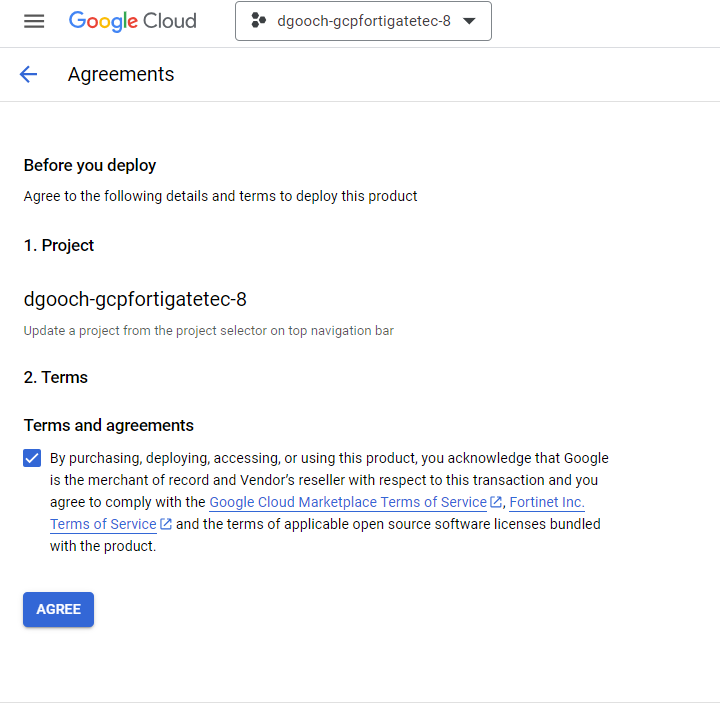 Google Cloud
dgooch-gcpfortigatetec-8
Agreements
Before you deploy
Agree to the following details and terms to deploy this product
1. Project
dgooch-gcpfortigatetec-8
Update a project from the project selector on top navigation bar
2. Terms
Terms and agreements
By purchasing, deploying, accessing, or using this product, you acknowledge that Google
is the merchant of record and Vendor’s reseller with respect to this transaction and you
agree to comply with the Google Cloud Marketplace Terms of Service, Fortinet Inc.
Terms of Service and the terms of applicable open source software licenses bundled
with the product.
AGREE